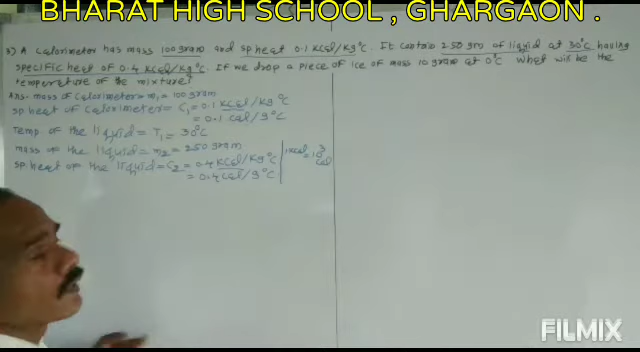 BHARAT HIGH SCHOOL , GHARGAON .
3) A calorimeter has mass 100 gram and sp heat 0.1 kcal/kg°C. It contain 250 gm of liquid at 30°C having
specific heat of 0.4 kcal/kg°C. If we drop a piece of ice of mass 10 gram at 0°C what will be the
temperature of the mixture?
Ans- mass of calorimeter = m₁ = 100 gram
sp heat of calorimeter = C₁ = 0.1 kcal/kg °C
= 0.1 cal/g°C
Temp of the liquid = T₁ = 30°C
mass of the liquid = m₂ = 250 gram
sp heat of the liquid = C₂ = 0.4 kcal/kg°C
= 0.4 cal/g°C
1 kcal = 10³ cal
FILMIX